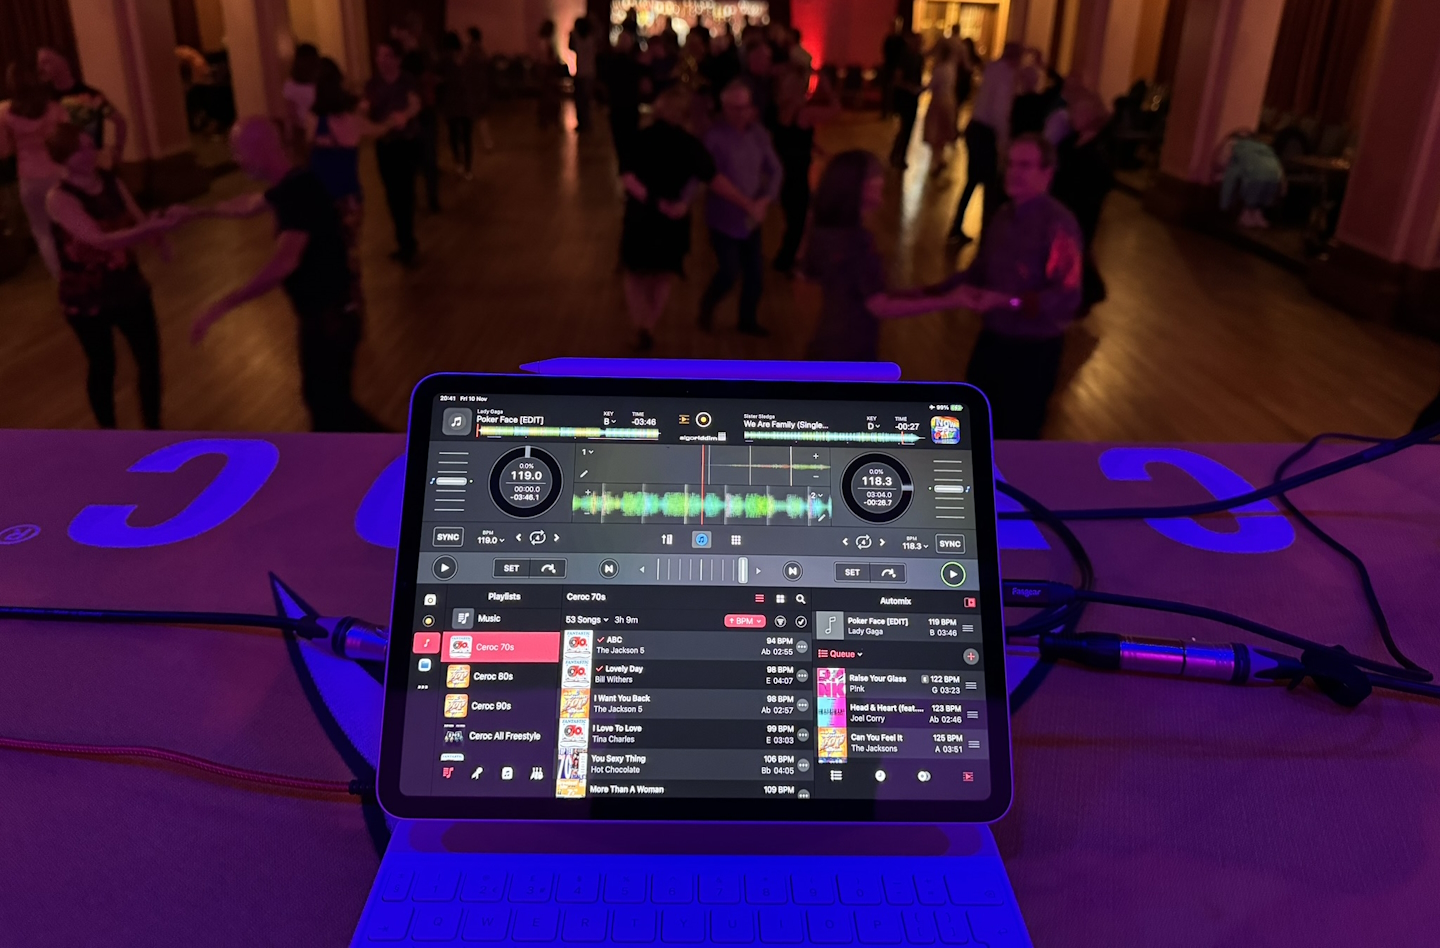 20:41 Fri 10 Nov
99%
Lady Gaga
Poker Face [EDIT]
KEY
B
TIME
-03:46
algoriddim
Sister Sledge
We Are Family (Single...
KEY
D
TIME
-00:27
0.0%
119.0
00:00.0
-03:46.1
1
2
0.0%
118.3
03:04.0
-00:26.7
SYNC
BPM
119.0
4
4
BPM
118.3
SYNC
SET
SET
Playlists
Music
Ceroc 70s
Ceroc 80s
Ceroc 90s
Ceroc All Freestyle
Ceroc 70s
53 Songs 3h 9m
↑ BPM
ABC 94 BPM
The Jackson 5 Ab 02:55
Lovely Day 98 BPM
Bill Withers E 04:07
I Want You Back 98 BPM
The Jackson 5 Ab 02:57
I Love To Love 99 BPM
Tina Charles E 03:03
You Sexy Thing 106 BPM
Hot Chocolate Bb 04:05
More Than A Woman 109 BPM
Automix
Poker Face [EDIT] 119 BPM
Lady Gaga B 03:46
Queue
Raise Your Glass E 122 BPM
P!nk G 03:23
Head & Heart (feat.... 123 BPM
Joel Corry Ab 02:46
Can You Feel It 125 BPM
The Jacksons A 03:51
®